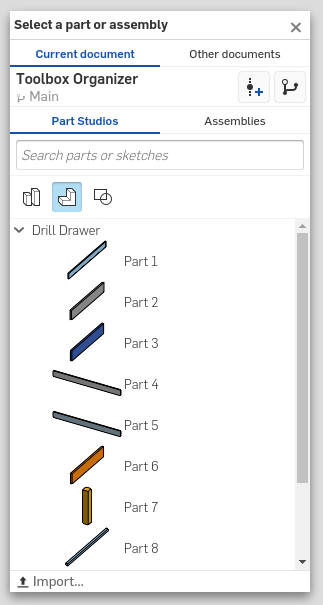 Select a part or assembly
Current document Other documents
Toolbox Organizer
Main
Part Studios Assemblies
Search parts or sketches
Drill Drawer
Part 1
Part 2
Part 3
Part 4
Part 5
Part 6
Part 7
Part 8
Import...